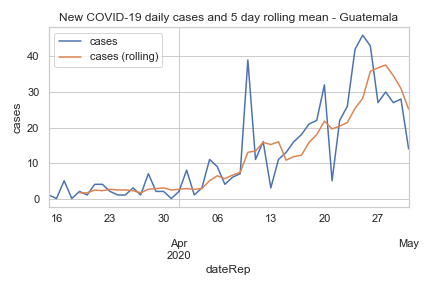 New COVID-19 daily cases and 5 day rolling mean - Guatemala
cases
cases (rolling)
cases
40
30
20
10
0
16 23 30 06 13 20 27
Apr May
2020
dateRep